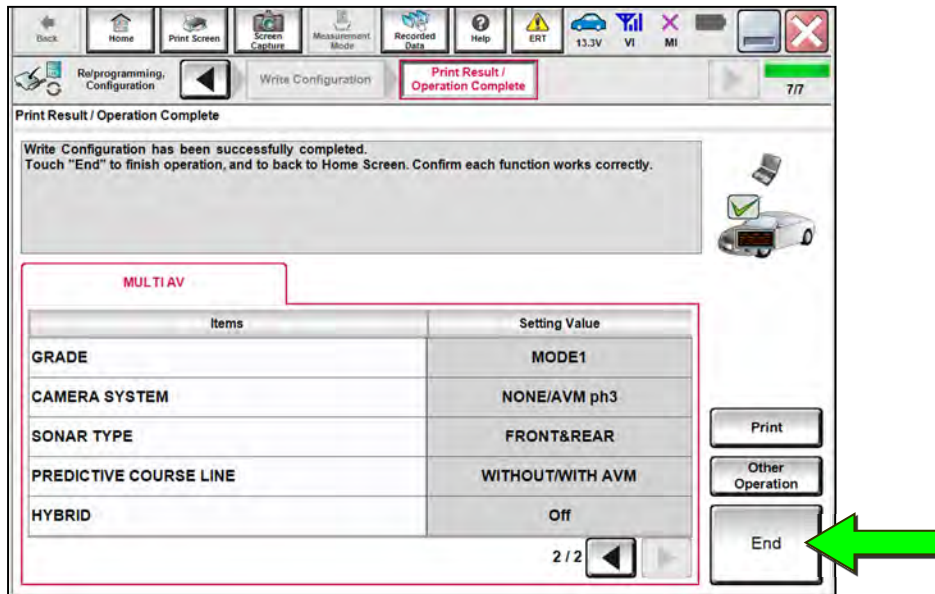 Back
Home
Print Screen
Screen
Capture
Measurement
Mode
Recorded
Data
Help
ERT
13.3V
VI
MI
Re/programming,
Configuration
Write Configuration
Print Result /
Operation Complete
7/7
Print Result / Operation Complete
Write Configuration has been successfully completed.
Touch "End" to finish operation, and to back to Home Screen. Confirm each function works correctly.
MULTI AV
Items
Setting Value
GRADE
MODE1
CAMERA SYSTEM
NONE/AVM ph3
SONAR TYPE
FRONT&REAR
PREDICTIVE COURSE LINE
WITHOUT/WITH AVM
HYBRID
Off
2 / 2
Print
Other
Operation
End